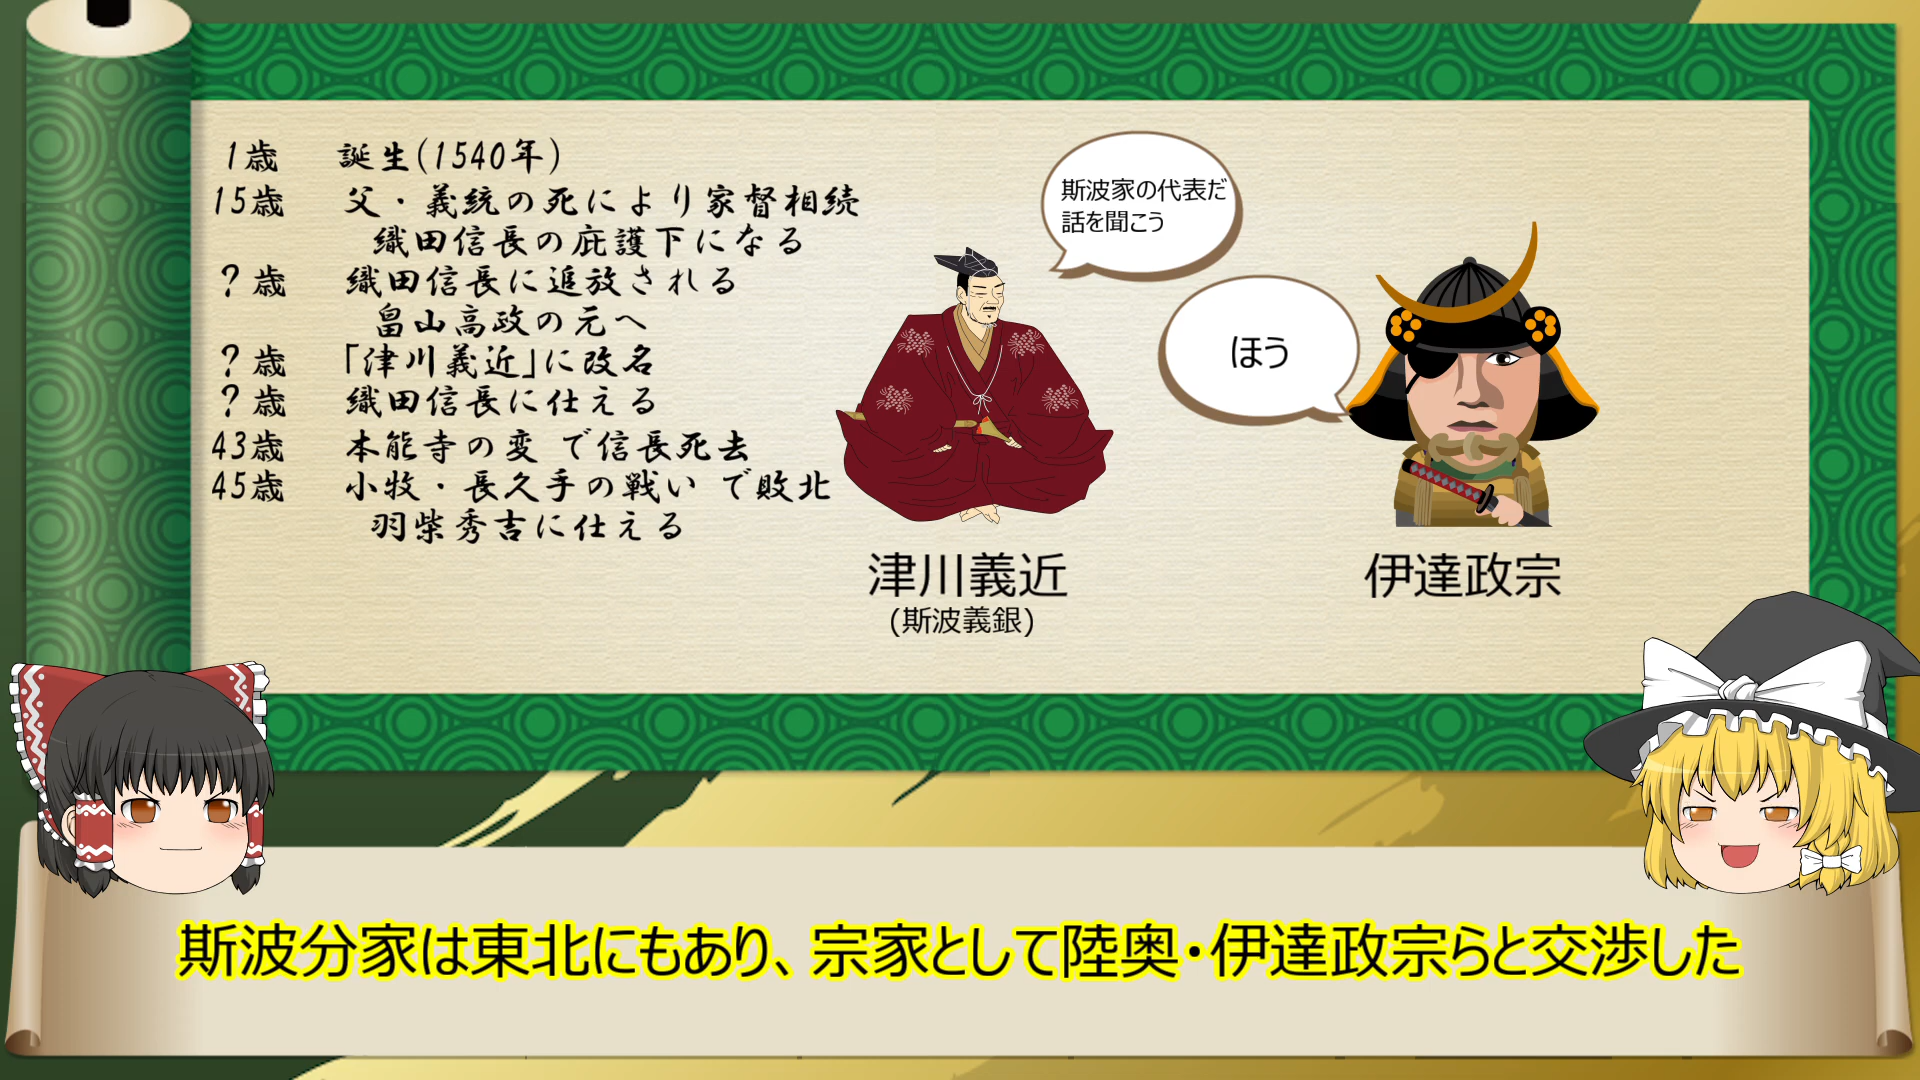 1歳 誕生(1540年)
15歳 父・義統の死により家督相続
織田信長の庇護下になる
?歳 織田信長に追放される
畠山高政の元へ
?歳 「津川義近」に改名
?歳 織田信長に仕える
43歳 本能寺の変 で信長死去
45歳 小牧・長久手の戦い で敗北
羽柴秀吉に仕える
斯波家の代表だ
話を聞こう
ほう
津川義近
(斯波義銀)
伊達政宗
斯波分家は東北にもあり、宗家として陸奥・伊達政宗らと交渉した